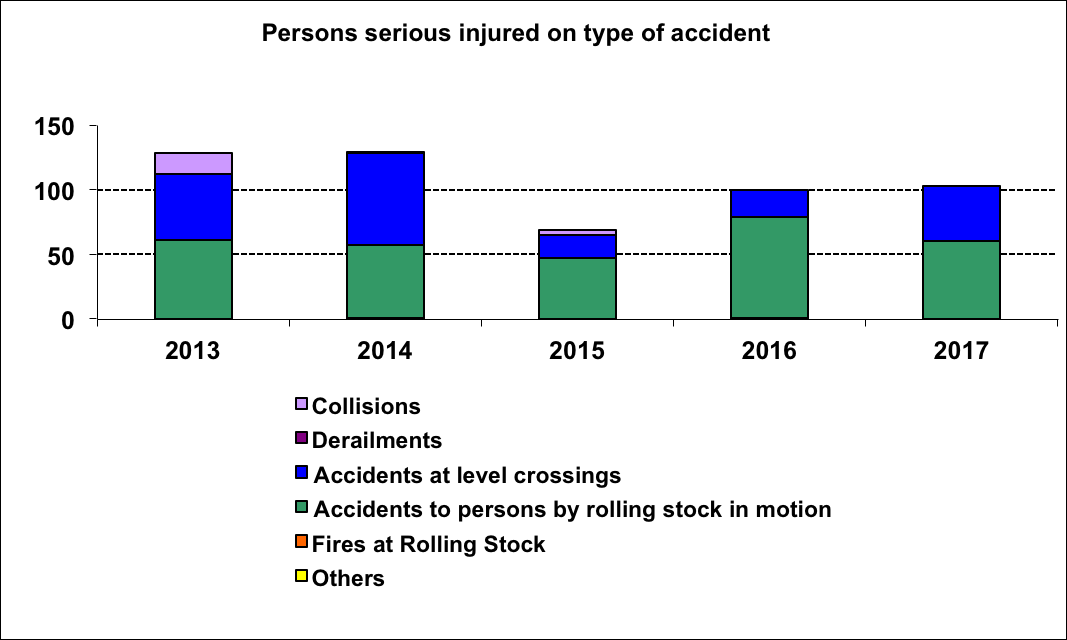 Persons serious injured on type of accident
150
100
50
0
2013 2014 2015 2016 2017
Collisions
Derailments
Accidents at level crossings
Accidents to persons by rolling stock in motion
Fires at Rolling Stock
Others